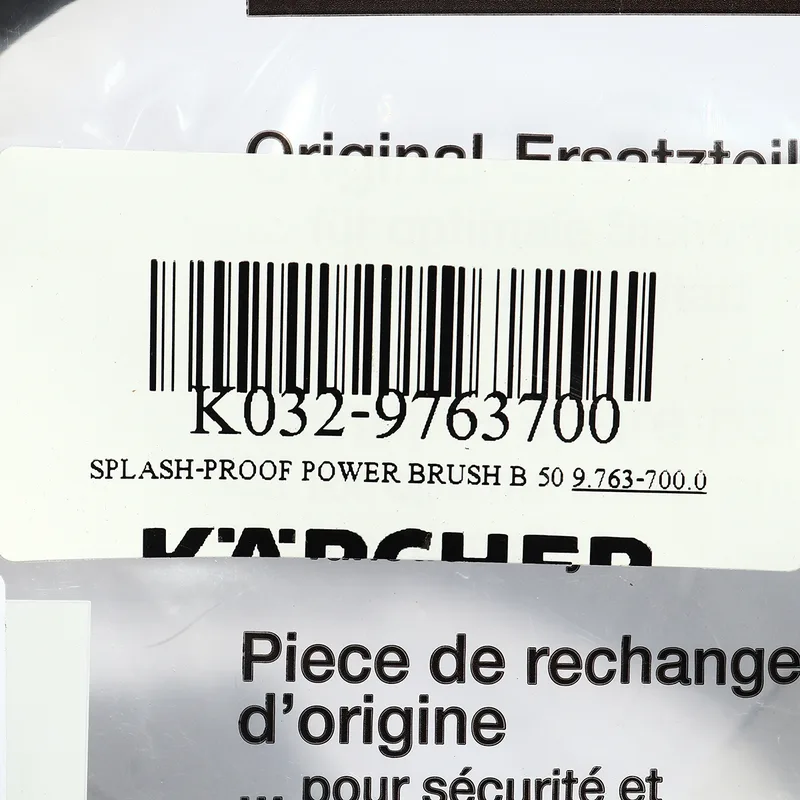 Original Ersatzteil
K032-9763700
SPLASH-PROOF POWER BRUSH B 50 9.763-700.0
KÄRCHER
Piece de rechange
d'origine
... pour sécurité et